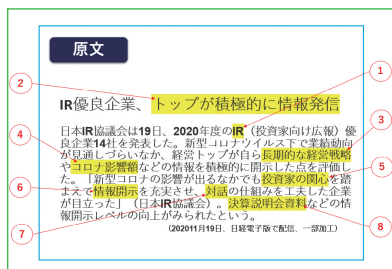 原文
IR優良企業、トップが積極的に情報発信
日本IR協議会は19日、2020年度のIR（投資家向け広報）優
良企業14社を発表した。新型コロナウイルス下で業績動向
が見通しづらいなか、経営トップが自ら長期的な経営戦略
やコロナ影響額などの情報を積極的に開示した点を評価し
た。「新型コロナの影響が出るなかでも投資家の関心を踏
まえて情報開示を充実させ、対話の仕組みを工夫した企業
が目立った」（日本IR協議会）。決算説明会資料などの情
報開示レベルの向上がみられたという。
（202011月19日、日経電子版で配信、一部加工）
1
2
3
4
5
6
7
8